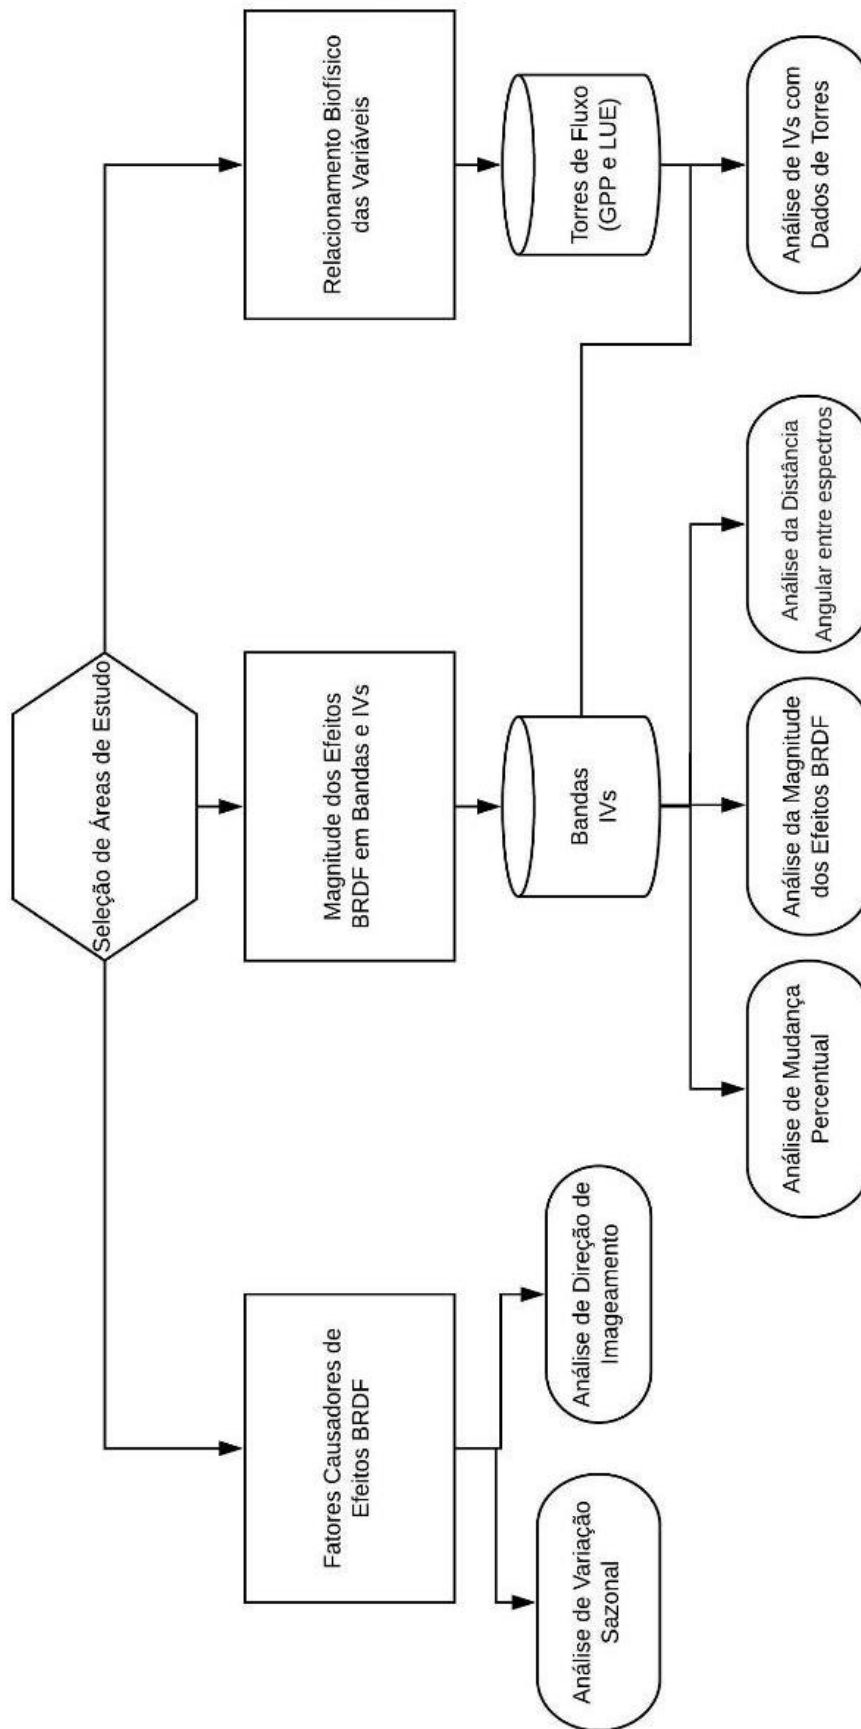 Seleção de Áreas de Estudo
Fatores Causadores de
Efeitos BRDF
Magnitude dos Efeitos
BRDF em Bandas e IVs
Relacionamento Biofísico
das Variáveis
Análise de Variação
Sazonal
Análise de Direção de
Imageamento
Bandas
IVs
Torres de Fluxo
(GPP e LUE)
Análise de Mudança
Percentual
Análise da Magnitude
dos Efeitos BRDF
Análise da Distância
Angular entre espectros
Análise de IVs com
Dados de Torres